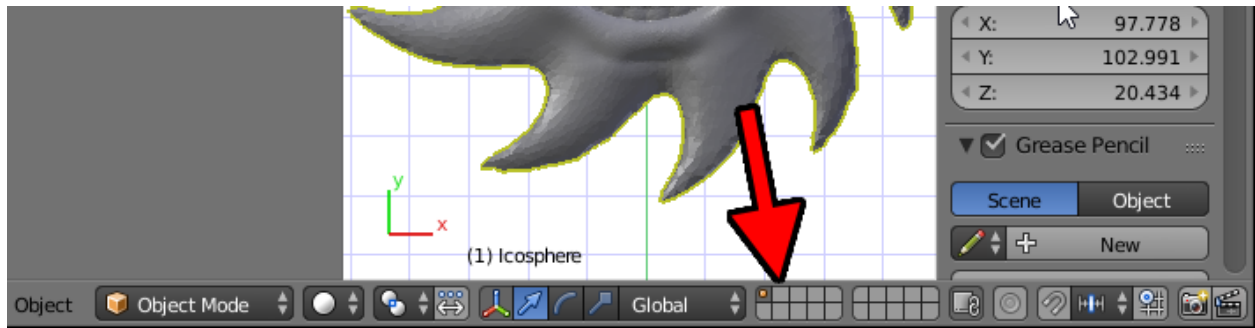 X: 97.778
Y: 102.991
Z: 20.434
Grease Pencil
Scene Object
New
y
x
(1) Icosphere
Object Object Mode Global